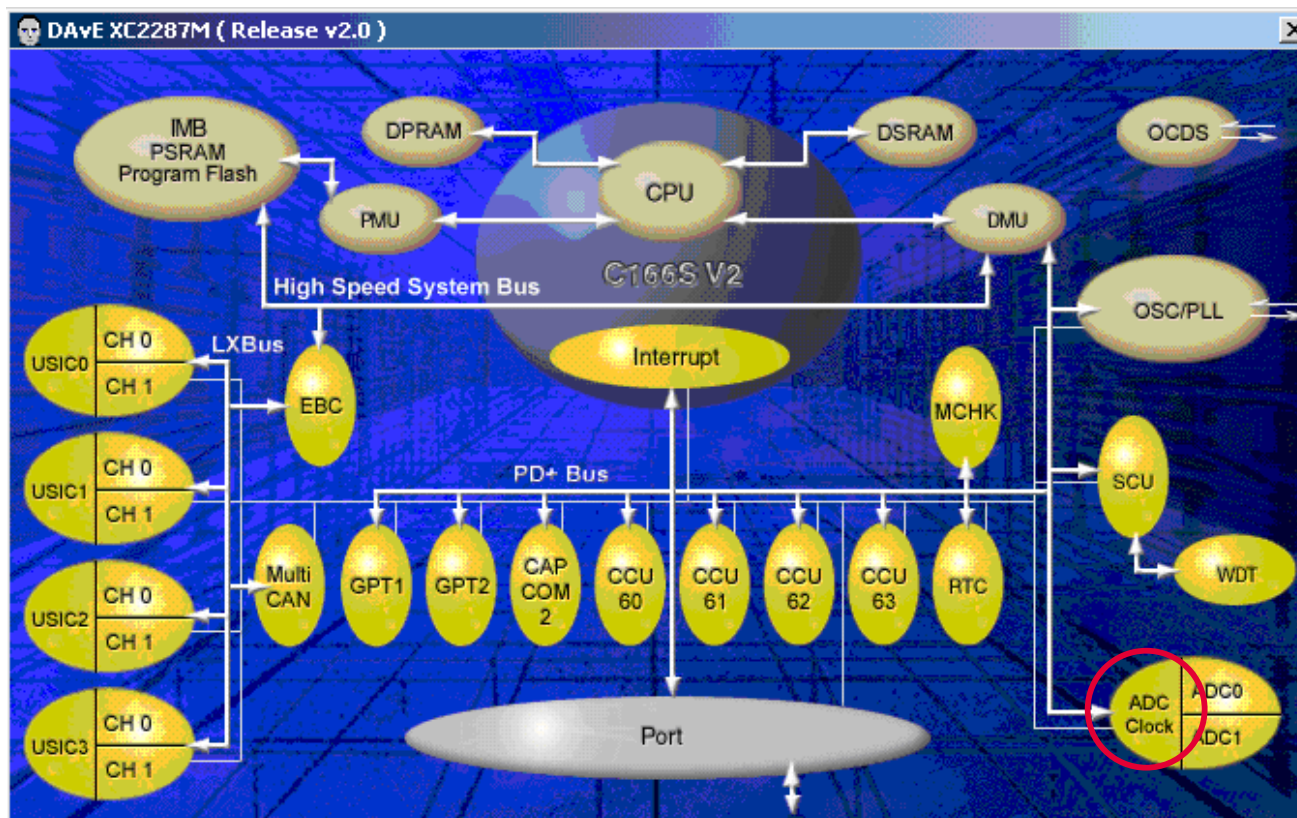 DAvE XC2287M ( Release v2.0 )
IMB
PSRAM
Program Flash
DPRAM
DSRAM
OCDS
CPU
PMU
DMU
C166S V2
High Speed System Bus
OSC/PLL
USIC0
CH 0
CH 1
LXBus
EBC
Interrupt
MCHK
USIC1
CH 0
CH 1
PD+ Bus
SCU
Multi
CAN
GPT1
GPT2
CAP
COM
2
CCU
60
CCU
61
CCU
62
CCU
63
RTC
WDT
USIC2
CH 0
CH 1
USIC3
CH 0
CH 1
Port
ADC
Clock
ADC0
ADC1